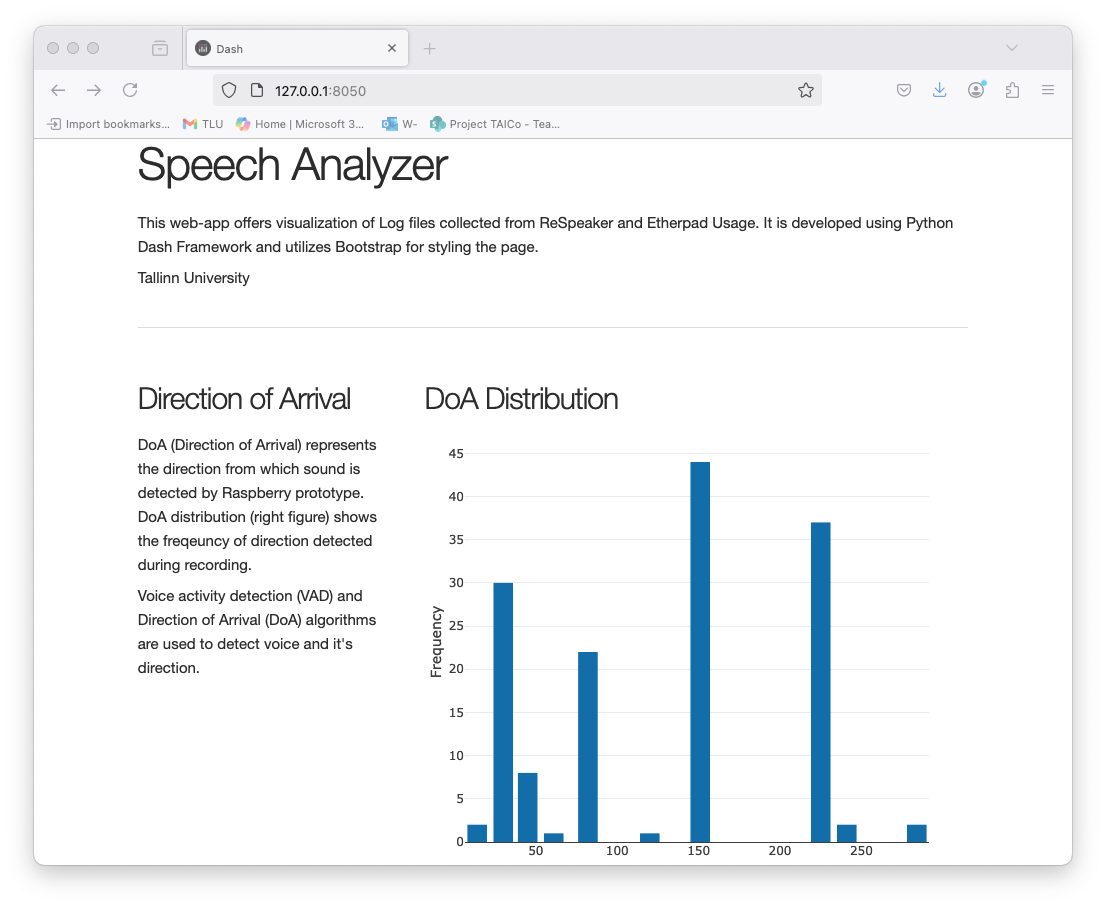 Dash
127.0.0.1:8050
Import bookmarks... TLU Home | Microsoft 3... W- Project TAICo - Tea...
Speech Analyzer
This web-app offers visualization of Log files collected from ReSpeaker and Etherpad Usage. It is developed using Python
Dash Framework and utilizes Bootstrap for styling the page.
Tallinn University
Direction of Arrival
DoA (Direction of Arrival) represents
the direction from which sound is
detected by Raspberry prototype.
DoA distribution (right figure) shows
the freqeuncy of direction detected
during recording.
Voice activity detection (VAD) and
Direction of Arrival (DoA) algorithms
are used to detect voice and it's
direction.
DoA Distribution
Frequency
45
40
35
30
25
20
15
10
5
0
50 100 150 200 250